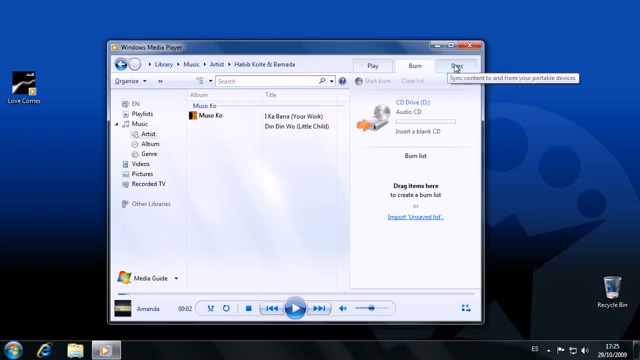 Windows Media Player
Library ▸ Music ▸ Artist ▸ Habib Koite & Bamada
Play
Burn
Sync
Sync content to and from your portable devices
Organize
»
Search
Start burn
Clear list
Love Comes
EN
Playlists
Music
Artist
Album
Genre
Videos
Pictures
Recorded TV
Other Libraries
Album
Title
Muso Ko
Muso Ko
I Ka Barra (Your Work)
Din Din Wo (Little Child)
CD Drive (D:)
Audio CD
Insert a blank CD
Burn list
Drag items here
to create a burn list
or
Import 'Unsaved list'.
Media Guide
Amanda
00:02
Recycle Bin
ES
17:25
29/10/2009